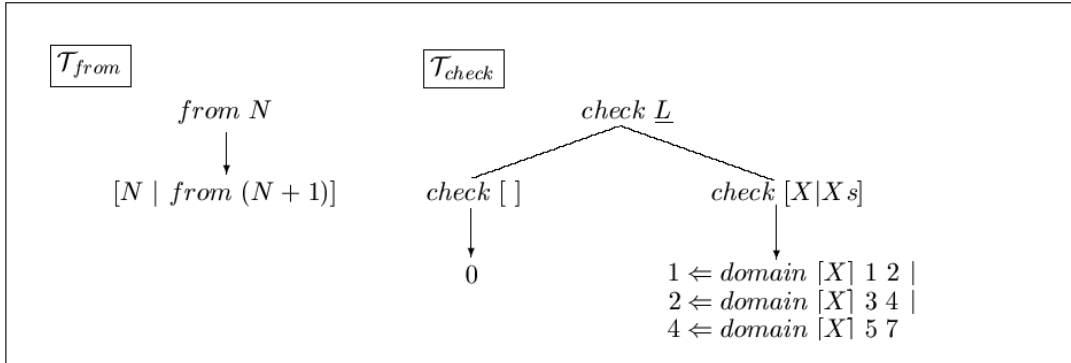 𝒯from
𝒯check
from N
check L
[N | from (N + 1)]
check [ ]
check [X|Xs]
0
1 ⇐ domain ⌈X⌉ 1 2 |
2 ⇐ domain ⌈X⌉ 3 4 |
4 ⇐ domain ⌈X⌉ 5 7